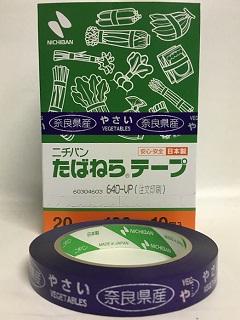 NICHIBAN
奈良県産 やさい VEGETABLES 奈良県産
ニチバン 安心・安全 日本製
たばねら®テープ
60304603 640-UP(注文印刷)
20
NICHIBAN MADE IN JAPAN
やさい VEGETABLES 奈良県産